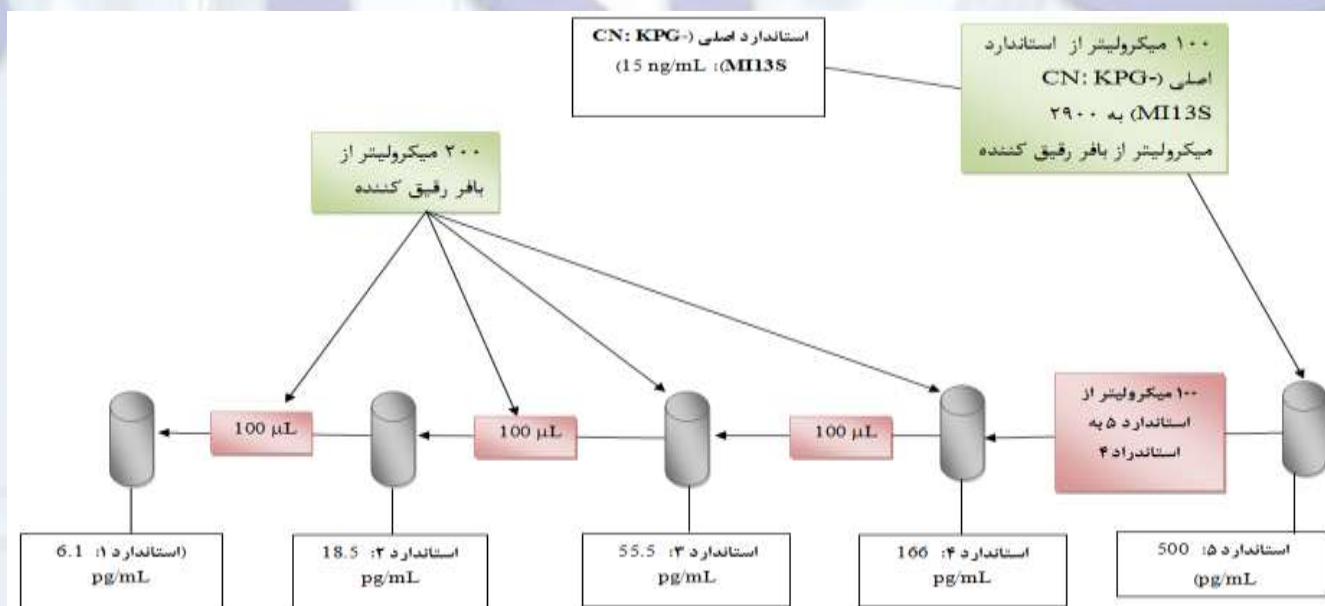 استاندارد اصلی (CN: KPG-
MI13S): 15 ng/mL)
۱۰۰ میکرولیتر از استاندارد
اصلی (CN: KPG-
MI13S) به ۲۹۰۰
میکرولیتر از بافر رقیق کننده
۲۰۰ میکرولیتر از
بافر رقیق کننده
۱۰۰ میکرولیتر از
استاندارد ۵ به
استاندراد ۴
100 µL
100 µL
100 µL
استاندارد ۵: 500
pg/mL)
استاندارد ۴: 166
pg/mL
استاندارد ۳: 55.5
pg/mL
استاندارد ۲: 18.5
pg/mL
(استاندارد ۱: 6.1
pg/mL